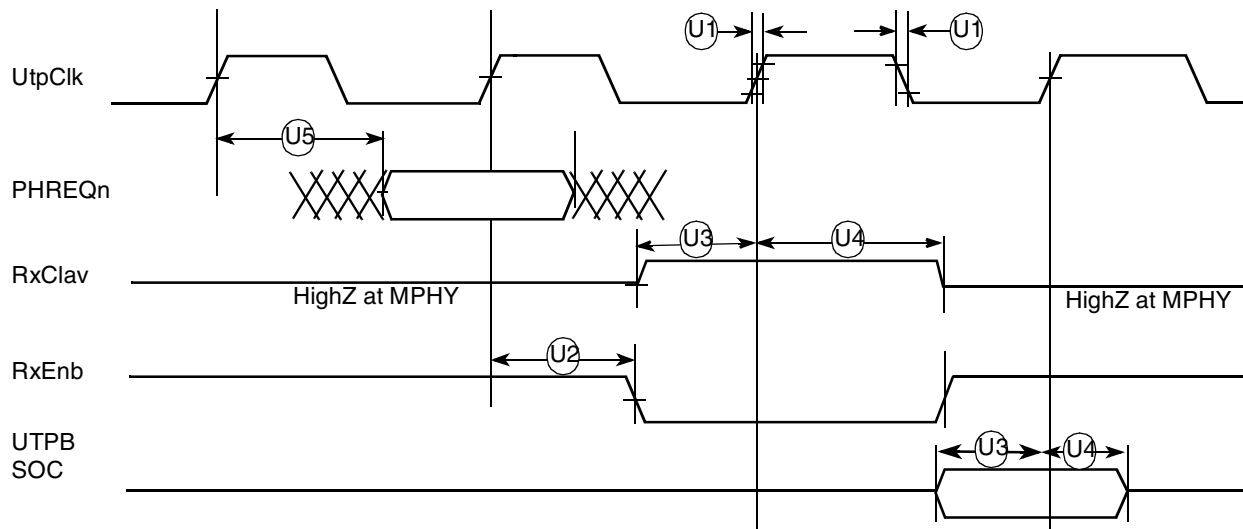 U1
U1
UtpClk
U5
PHREQn
U3
U4
RxClav
HighZ at MPHY
HighZ at MPHY
U2
RxEnb
UTPB
SOC
U3
U4